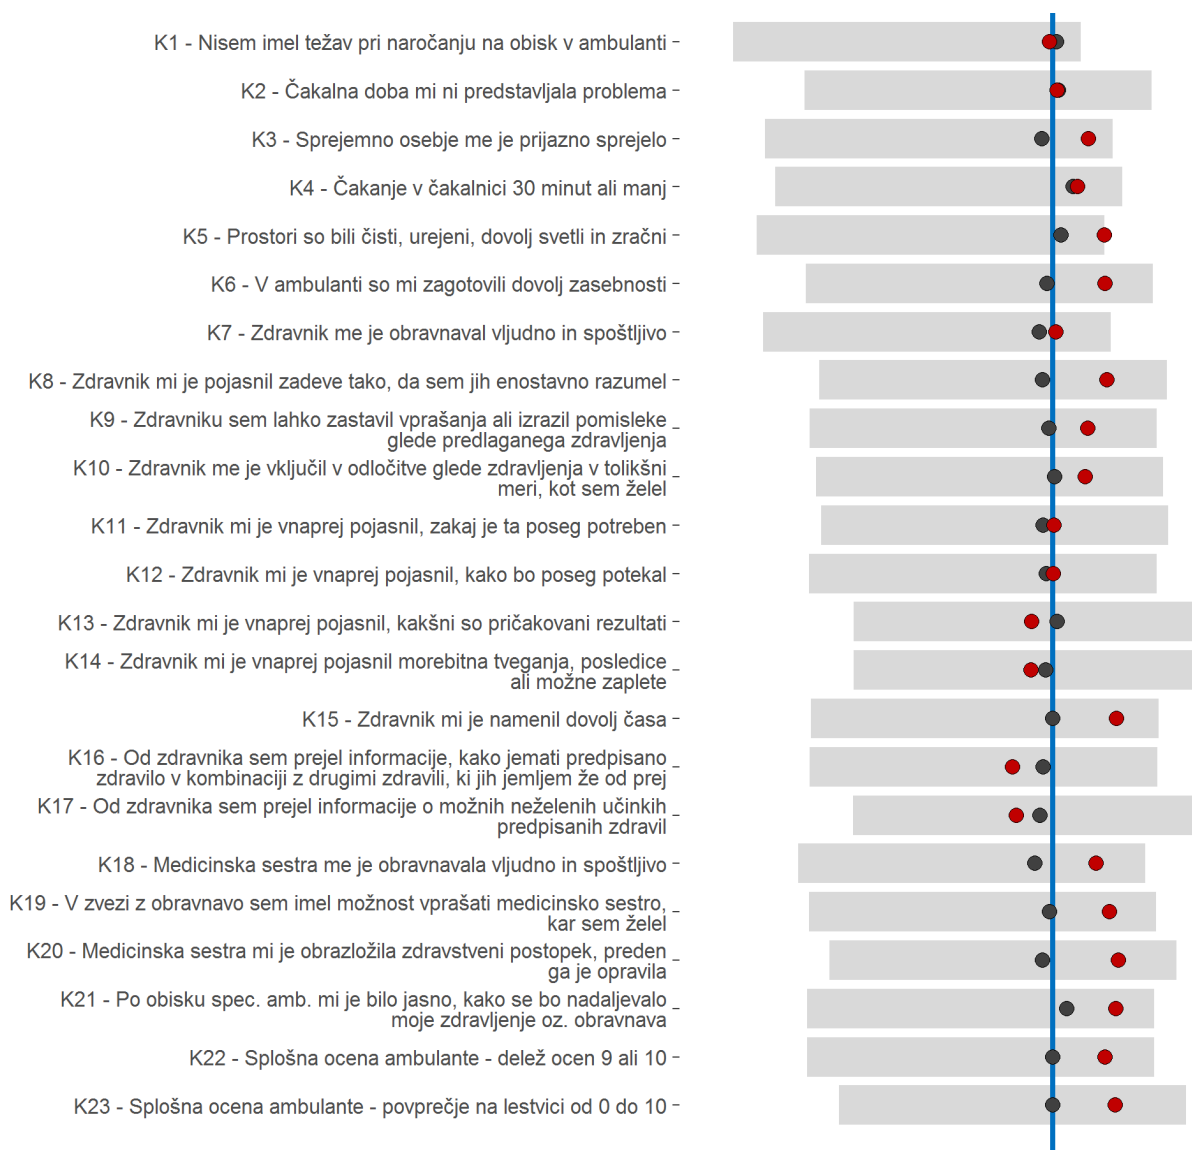 K1 - Nisem imel težav pri naročanju na obisk v ambulanti
K2 - Čakalna doba mi ni predstavljala problema
K3 - Sprejemno osebje me je prijazno sprejelo
K4 - Čakanje v čakalnici 30 minut ali manj
K5 - Prostori so bili čisti, urejeni, dovolj svetli in zračni
K6 - V ambulanti so mi zagotovili dovolj zasebnosti
K7 - Zdravnik me je obravnaval vljudno in spoštljivo
K8 - Zdravnik mi je pojasnil zadeve tako, da sem jih enostavno razumel
K9 - Zdravniku sem lahko zastavil vprašanja ali izrazil pomisleke
glede predlaganega zdravljenja
K10 - Zdravnik me je vključil v odločitve glede zdravljenja v tolikšni
meri, kot sem želel
K11 - Zdravnik mi je vnaprej pojasnil, zakaj je ta poseg potreben
K12 - Zdravnik mi je vnaprej pojasnil, kako bo poseg potekal
K13 - Zdravnik mi je vnaprej pojasnil, kakšni so pričakovani rezultati
K14 - Zdravnik mi je vnaprej pojasnil morebitna tveganja, posledice
ali možne zaplete
K15 - Zdravnik mi je namenil dovolj časa
K16 - Od zdravnika sem prejel informacije, kako jemati predpisano
zdravilo v kombinaciji z drugimi zdravili, ki jih jemljem že od prej
K17 - Od zdravnika sem prejel informacije o možnih neželenih učinkih
predpisanih zdravil
K18 - Medicinska sestra me je obravnavala vljudno in spoštljivo
K19 - V zvezi z obravnavo sem imel možnost vprašati medicinsko sestro,
kar sem želel
K20 - Medicinska sestra mi je obrazložila zdravstveni postopek, preden
ga je opravila
K21 - Po obisku spec. amb. mi je bilo jasno, kako se bo nadaljevalo
moje zdravljenje oz. obravnava
K22 - Splošna ocena ambulante - delež ocen 9 ali 10
K23 - Splošna ocena ambulante - povprečje na lestvici od 0 do 10